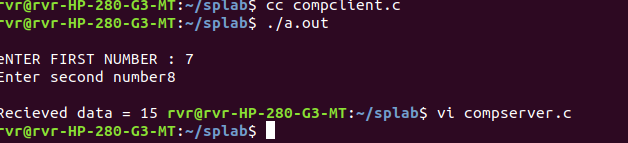 rvr@rvr-HP-280-G3-MT:~/splab$ cc compclient.c
rvr@rvr-HP-280-G3-MT:~/splab$ ./a.out
eNTER FIRST NUMBER : 7
Enter second number8
Recieved data = 15 rvr@rvr-HP-280-G3-MT:~/splab$ vi compserver.c
rvr@rvr-HP-280-G3-MT:~/splab$